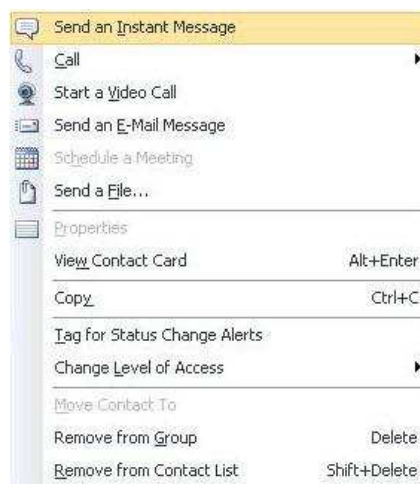 Send an Instant Message
Call
Start a Video Call
Send an E-Mail Message
Schedule a Meeting
Send a File...
Properties
View Contact Card Alt+Enter
Copy Ctrl+C
Tag for Status Change Alerts
Change Level of Access
Move Contact To
Remove from Group Delete
Remove from Contact List Shift+Delete